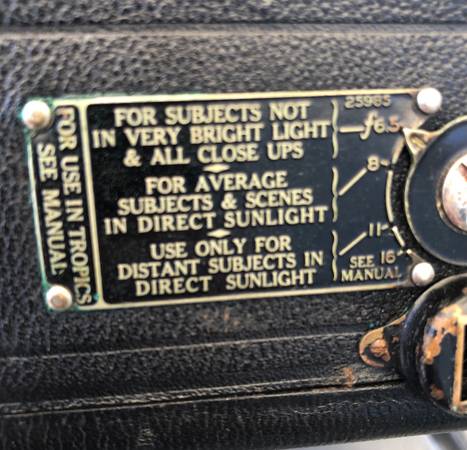 FOR USE IN TROPICS
SEE MANUAL
FOR SUBJECTS NOT
IN VERY BRIGHT LIGHT
& ALL CLOSE UPS
FOR AVERAGE
SUBJECTS & SCENES
IN DIRECT SUNLIGHT
USE ONLY FOR
DISTANT SUBJECTS IN
DIRECT SUNLIGHT
25985
f6.5
8
11
SEE 16
MANUAL